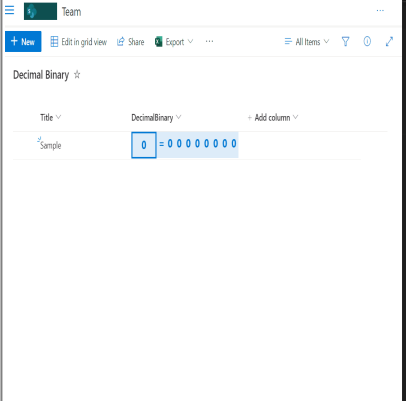 Team
New Edit in grid view Share Export All Items
Decimal Binary
Title DecimalBinary + Add column
Sample 0 = 0 0 0 0 0 0 0 0